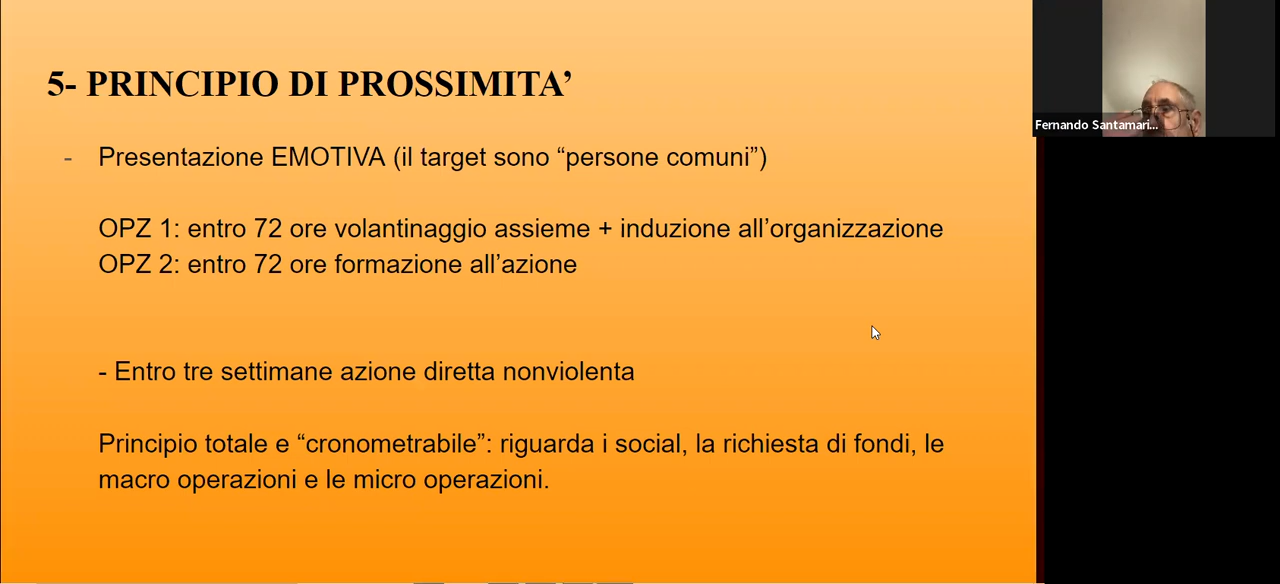 5- PRINCIPIO DI PROSSIMITA’
- Presentazione EMOTIVA (il target sono “persone comuni”)
OPZ 1: entro 72 ore volantinaggio assieme + induzione all’organizzazione
OPZ 2: entro 72 ore formazione all’azione
- Entro tre settimane azione diretta nonviolenta
Principio totale e “cronometrabile”: riguarda i social, la richiesta di fondi, le
macro operazioni e le micro operazioni.
Fernando Santamari...